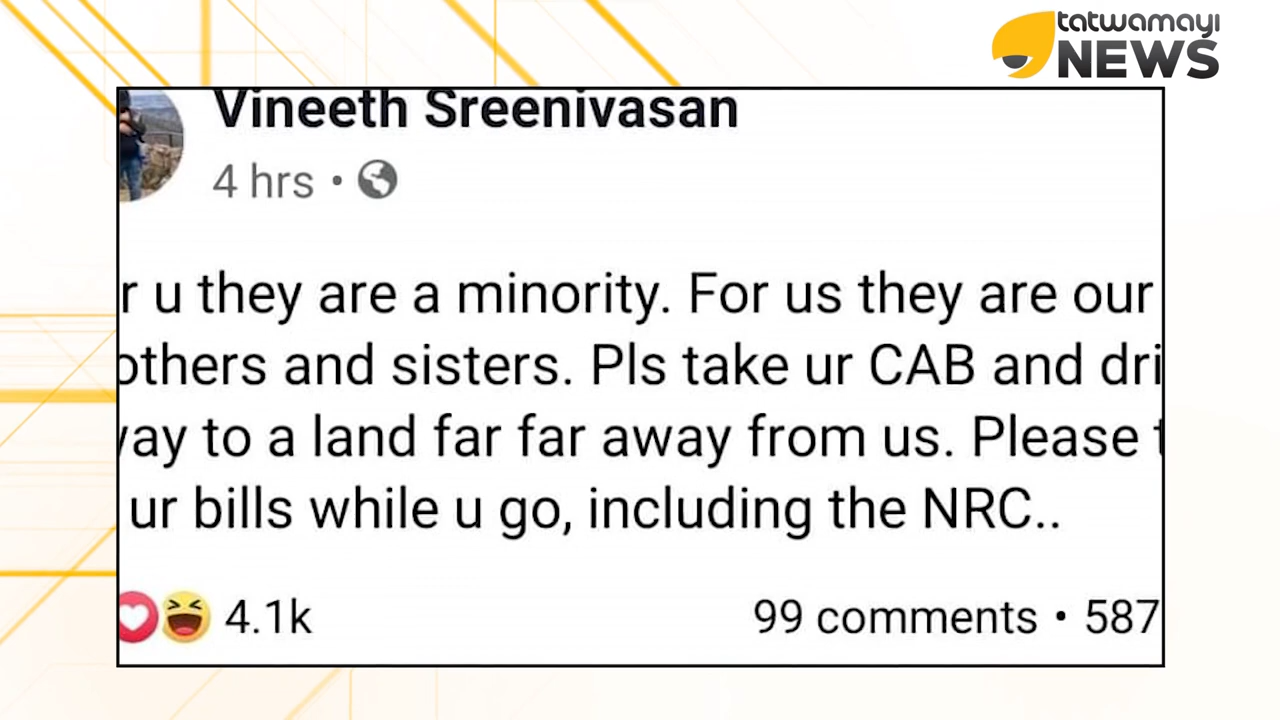 tatwamayi
NEWS
Vineeth Sreenivasan
4 hrs •
r u they are a minority. For us they are our
others and sisters. Pls take ur CAB and dri
ay to a land far far away from us. Please t
ur bills while u go, including the NRC..
4.1k
99 comments • 587